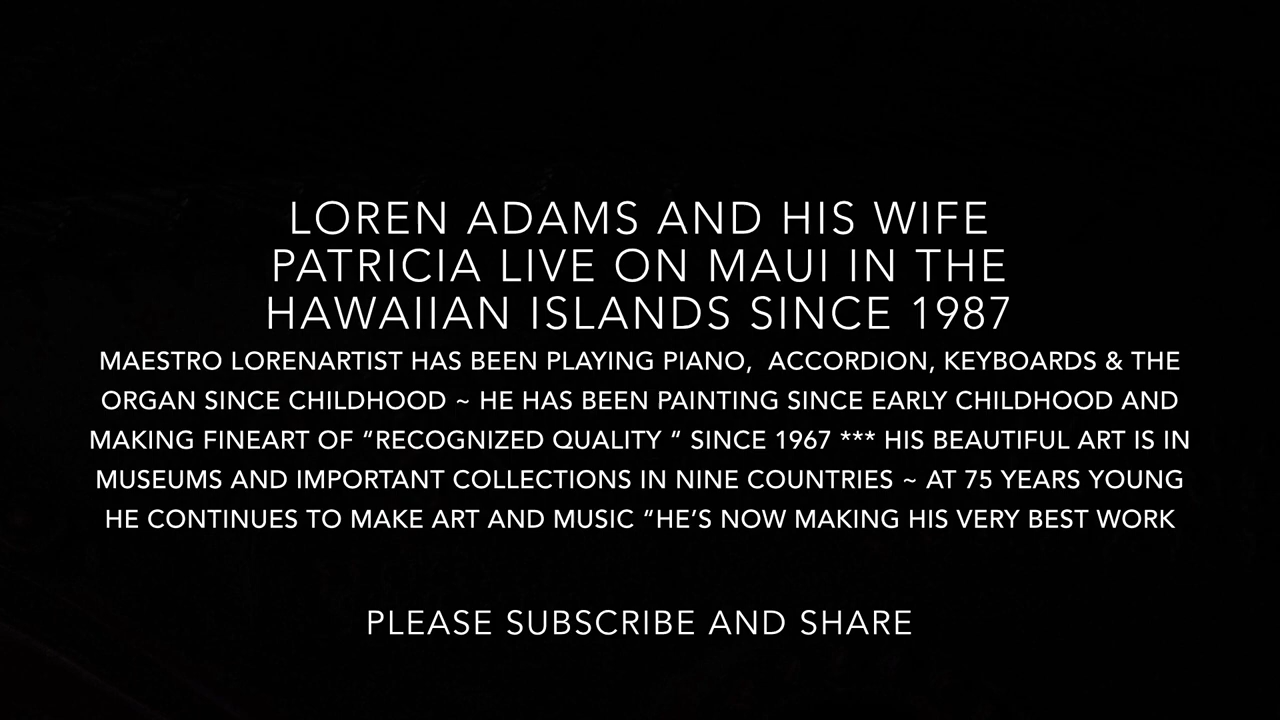 LOREN ADAMS AND HIS WIFE
PATRICIA LIVE ON MAUI IN THE
HAWAIIAN ISLANDS SINCE 1987
MAESTRO LORENARTIST HAS BEEN PLAYING PIANO,  ACCORDION, KEYBOARDS & THE
ORGAN SINCE CHILDHOOD ~ HE HAS BEEN PAINTING SINCE EARLY CHILDHOOD AND
MAKING FINEART OF “RECOGNIZED QUALITY “ SINCE 1967 *** HIS BEAUTIFUL ART IS IN
MUSEUMS AND IMPORTANT COLLECTIONS IN NINE COUNTRIES ~ AT 75 YEARS YOUNG
HE CONTINUES TO MAKE ART AND MUSIC “HE’S NOW MAKING HIS VERY BEST WORK
PLEASE SUBSCRIBE AND SHARE